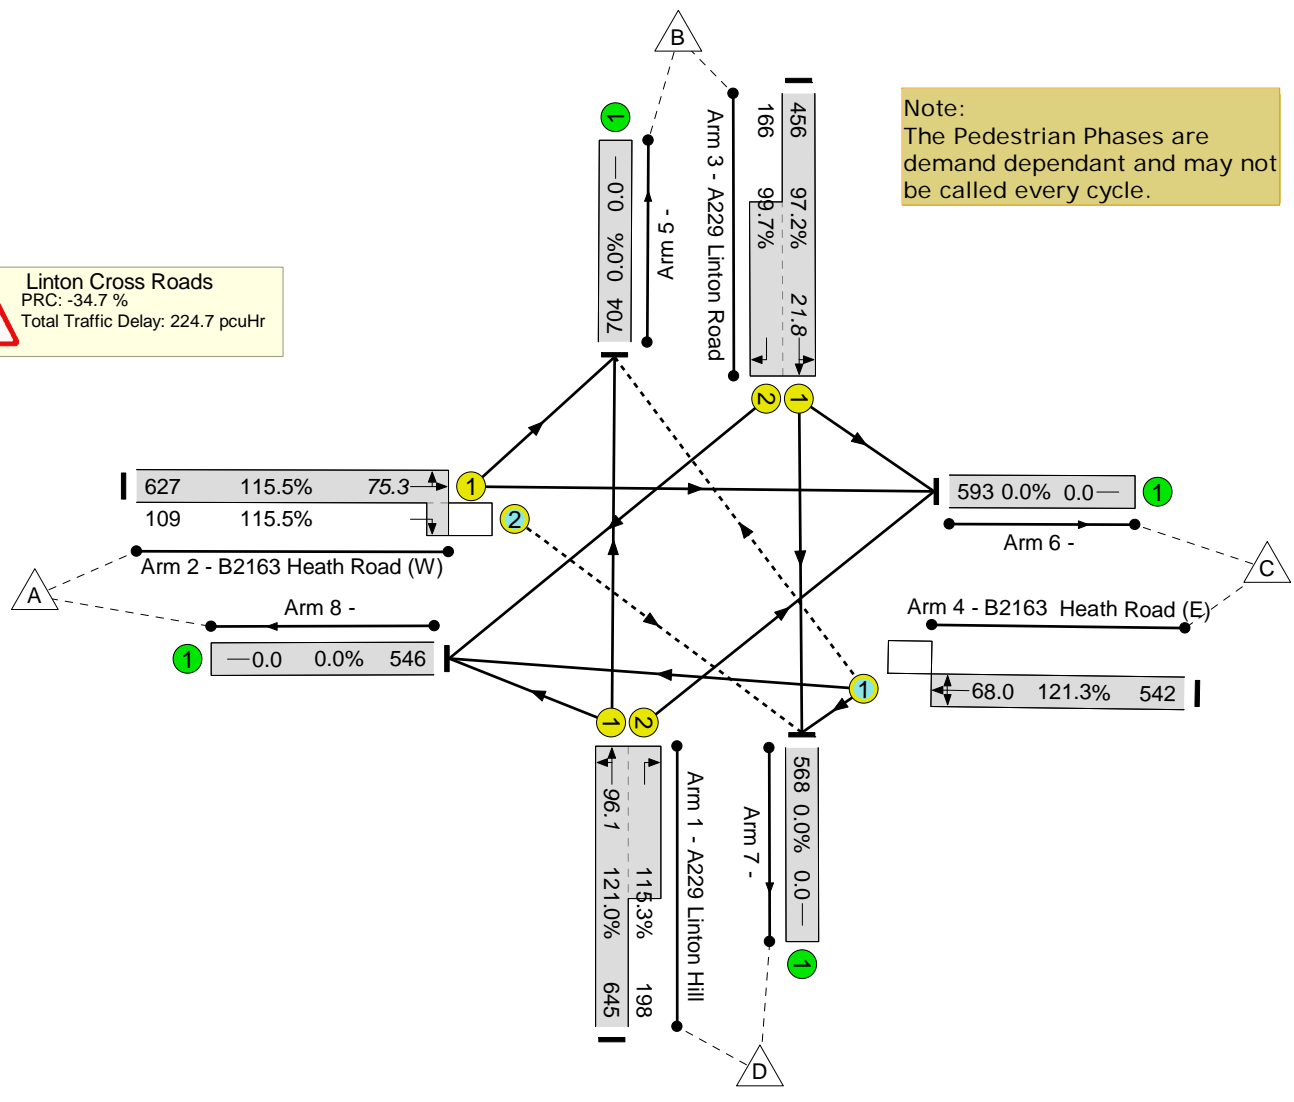 B
Note:
The Pedestrian Phases are
demand dependant and may not
be called every cycle.
1
Arm 5 -
704 0.0% 0.0
Arm 3 - A229 Linton Road
166 99.7%
456 97.2% 21.8
2 1
Linton Cross Roads
PRC: -34.7 %
Total Traffic Delay: 224.7 pcuHr
627 115.5% 75.3
1
109 115.5%
2
Arm 2 - B2163 Heath Road (W)
593 0.0% 0.0
1
Arm 6 -
A
C
Arm 8 -
1
0.0 0.0% 546
Arm 4 - B2163 Heath Road (E)
1
68.0 121.3% 542
1 2
96.1 121.0% 645
115.3% 198
Arm 1 - A229 Linton Hill
Arm 7 -
568 0.0% 0.0
1
D